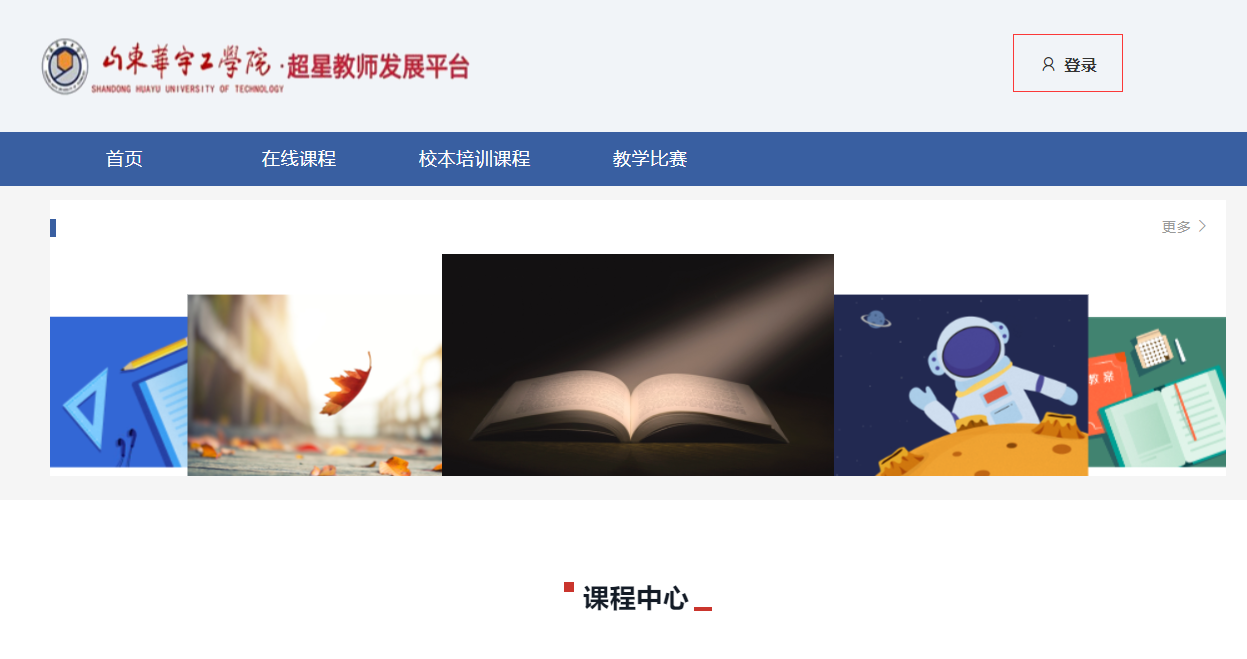 山東華宇工學院·超星教师发展平台
SHANDONG HUAYU UNIVERSITY OF TECHNOLOGY
登录
首页 在线课程 校本培训课程 教学比赛
更多
教案
课程中心